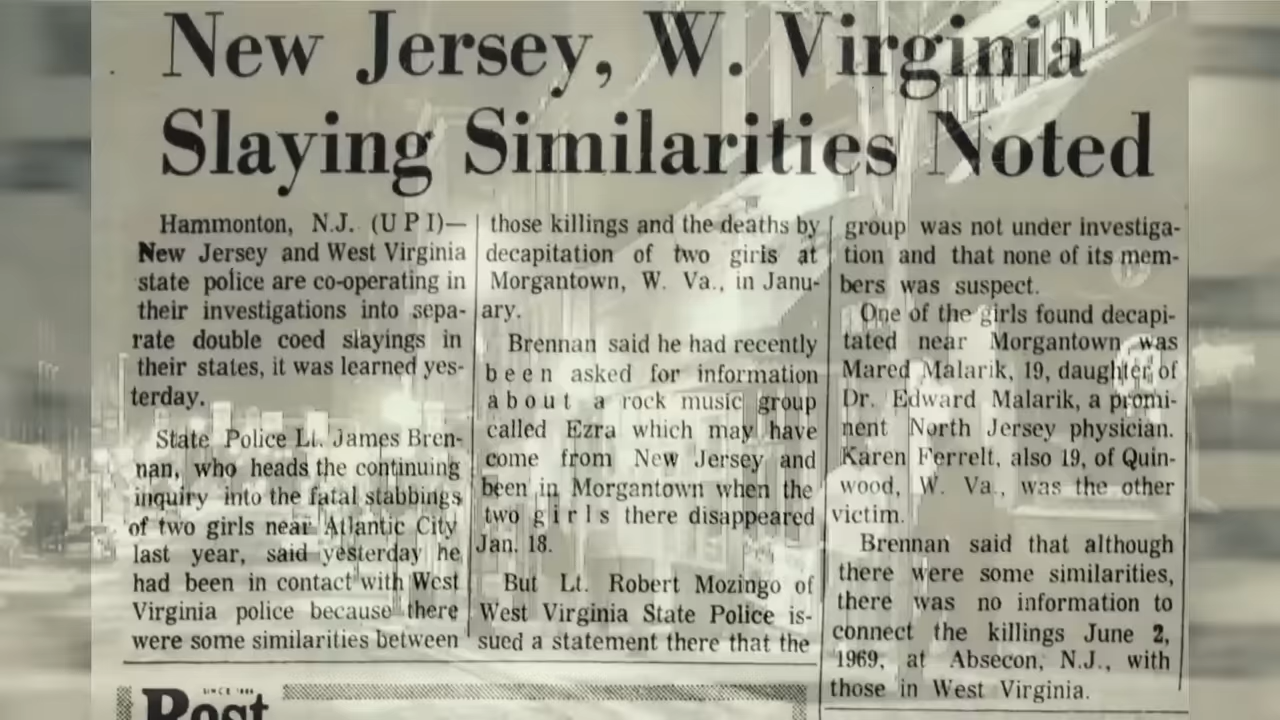 New Jersey, W. Virginia
Slaying Similarities Noted
Hammonton, N.J. (U P I)—
New Jersey and West Virginia
state police are co-operating in
their investigations into sepa-
rate double coed slayings in
their states, it was learned yes-
terday.
State Police Lt. James Bren-
nan, who heads the continuing
inquiry into the fatal stabbings
of two girls near Atlantic City
last year, said yesterday he
had been in contact with West
Virginia police because there
were some similarities between
those killings and the deaths by
decapitation of two girls at
Morgantown, W. Va., in Janu-
ary.
Brennan said he had recently
been asked for information
about a rock music group
called Ezra which may have
come from New Jersey and
been in Morgantown when the
two girls there disappeared
Jan. 18.
But Lt. Robert Mozingo of
West Virginia State Police is-
sued a statement there that the
group was not under investiga-
tion and that none of its mem-
bers was suspect.
One of the girls found decapi-
tated near Morgantown was
Mared Malarik, 19, daughter of
Dr. Edward Malarik, a promi-
nent North Jersey physician.
Karen Ferrelt, also 19, of Quin-
wood, W. Va., was the other
victim.
Brennan said that although
there were some similarities,
there was no information to
connect the killings June 2,
1969, at Absecon, N.J., with
those in West Virginia.
Post